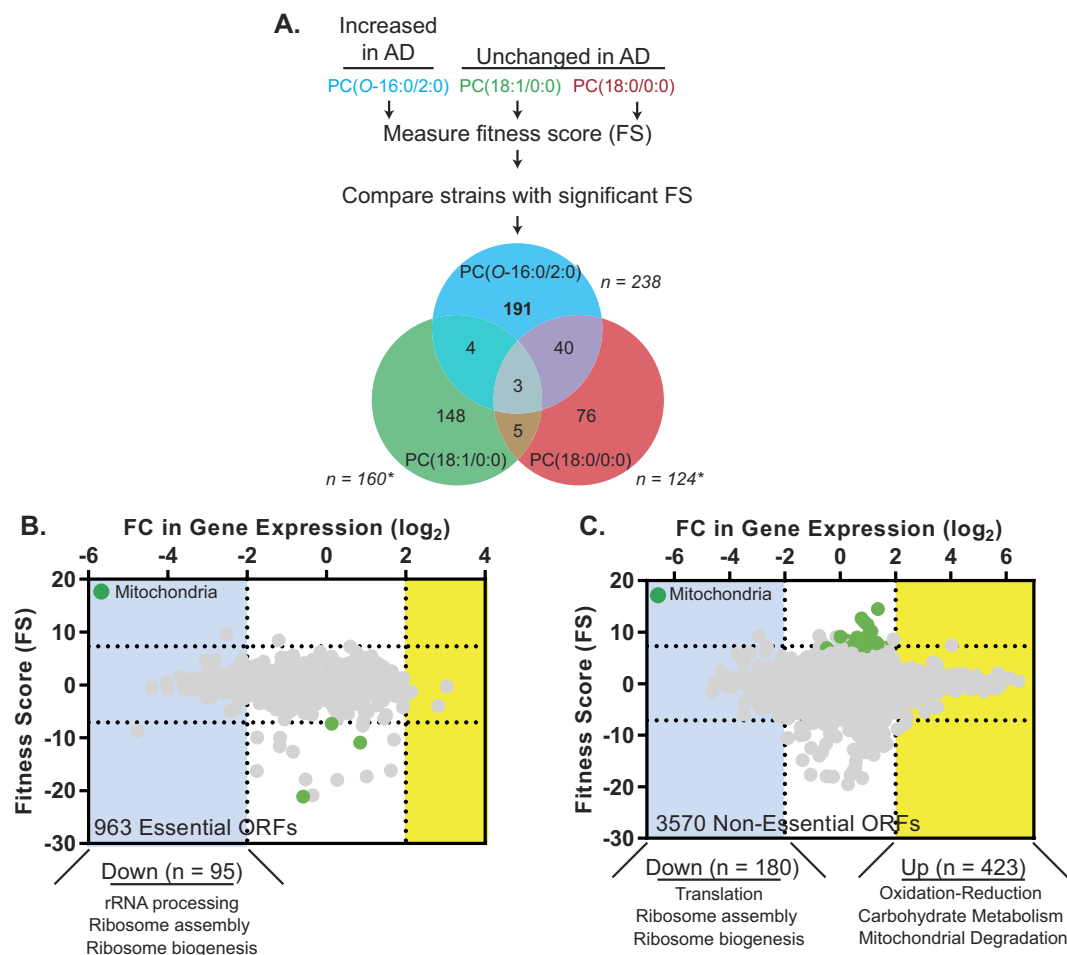 A.
Increased
in AD
Unchanged in AD
PC(O-16:0/2:0)
PC(18:1/0:0)
PC(18:0/0:0)
Measure fitness score (FS)
Compare strains with significant FS
PC(O-16:0/2:0)
n = 238
191
4
40
3
148
76
5
PC(18:1/0:0)
PC(18:0/0:0)
n = 160*
n = 124*
B.
FC in Gene Expression (log2)
-6 -4 -2 0 2 4
20
10
0
-10
-20
-30
Fitness Score (FS)
Mitochondria
963 Essential ORFs
Down (n = 95)
rRNA processing
Ribosome assembly
Ribosome biogenesis
C.
FC in Gene Expression (log2)
-6 -4 -2 0 2 4 6
20
10
0
-10
-20
-30
Fitness Score (FS)
Mitochondria
3570 Non-Essential ORFs
Down (n = 180)
Translation
Ribosome assembly
Ribosome biogenesis
Up (n = 423)
Oxidation-Reduction
Carbohydrate Metabolism
Mitochondrial Degradation